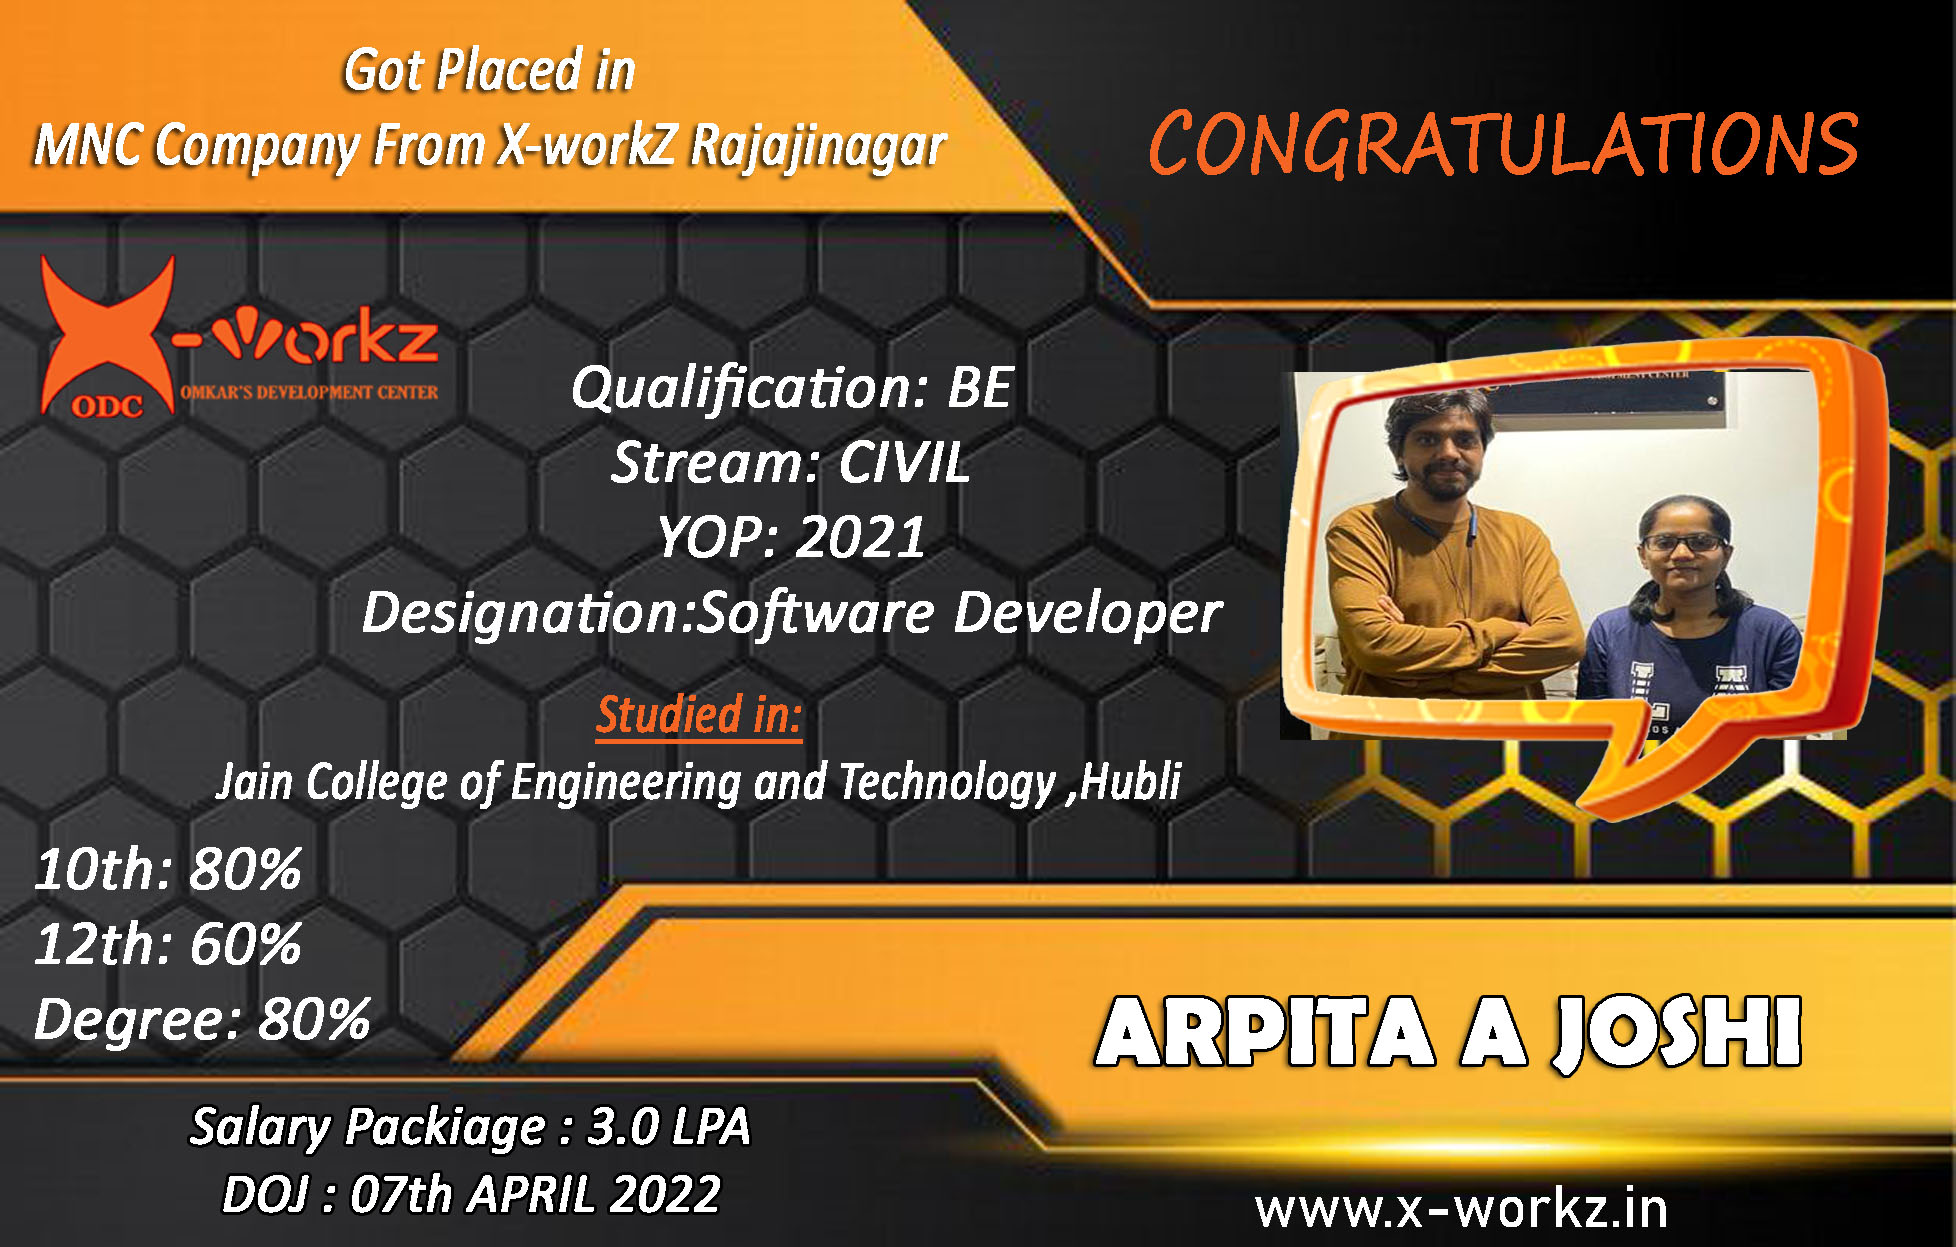 Got Placed in
MNC Company From X-workZ Rajajinagar
CONGRATULATIONS
X-Workz
ODC
OMKAR'S DEVELOPMENT CENTER
Qualification: BE
Stream: CIVIL
YOP: 2021
Designation:Software Developer
Studied in:
Jain College of Engineering and Technology ,Hubli
10th: 80%
12th: 60%
Degree: 80%
ARPITA A JOSHI
Salary Packiage : 3.0 LPA
DOJ : 07th APRIL 2022
www.x-workz.in